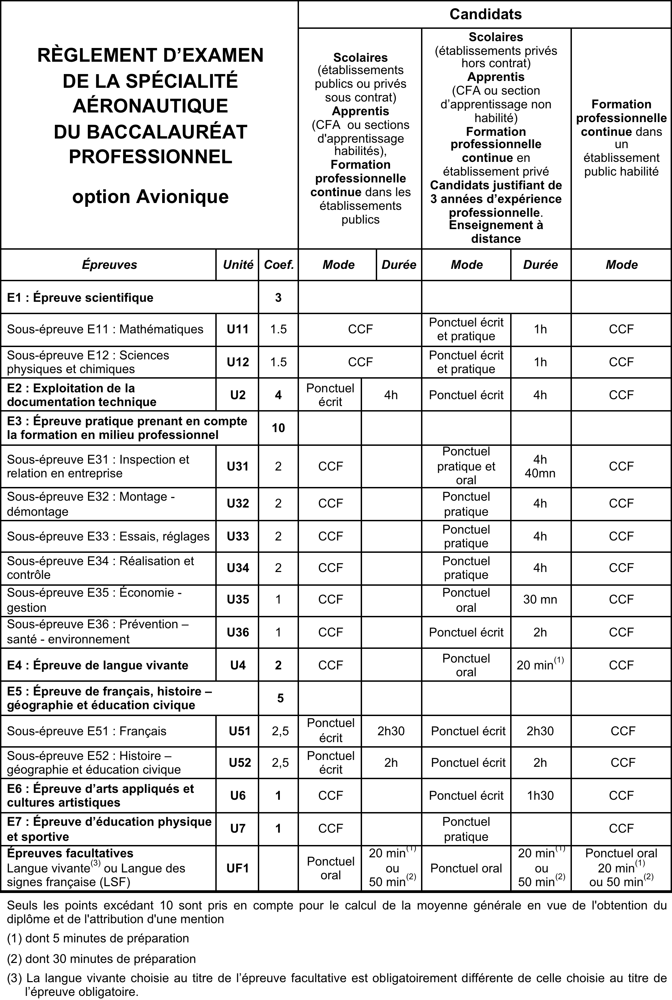 RÈGLEMENT D’EXAMEN
DE LA SPÉCIALITÉ
AÉRONAUTIQUE
DU BACCALAURÉAT
PROFESSIONNEL
option Avionique
Candidats
Scolaires
(établissements
publics ou privés
sous contrat)
Apprentis
(CFA ou sections
d'apprentissage
habilités),
Formation
professionnelle
continue dans les
établissements
publics
Scolaires
(établissements privés
hors contrat)
Apprentis
(CFA ou section
d’apprentissage non
habilité)
Formation
professionnelle
continue en
établissement privé
Candidats justifiant de
3 années d’expérience
professionnelle.
Enseignement à
distance
Formation
professionnelle
continue dans
un
établissement
public habilité
Épreuves Unité Coef. Mode Durée Mode Durée Mode
E1 : Épreuve scientifique 3
Sous-épreuve E11 : Mathématiques U11 1.5 CCF Ponctuel écrit
et pratique 1h CCF
Sous-épreuve E12 : Sciences
physiques et chimiques U12 1.5 CCF Ponctuel écrit
et pratique 1h CCF
E2 : Exploitation de la
documentation technique U2 4 Ponctuel
écrit 4h Ponctuel écrit 4h CCF
E3 : Épreuve pratique prenant en compte
la formation en milieu professionnel 10
Sous-épreuve E31 : Inspection et
relation en entreprise U31 2 CCF Ponctuel
pratique et
oral 4h
40mn CCF
Sous-épreuve E32 : Montage -
démontage U32 2 CCF Ponctuel
pratique 4h CCF
Sous-épreuve E33 : Essais, réglages U33 2 CCF Ponctuel
pratique 4h CCF
Sous-épreuve E34 : Réalisation et
contrôle U34 2 CCF Ponctuel
pratique 4h CCF
Sous-épreuve E35 : Économie -
gestion U35 1 CCF Ponctuel
oral 30 mn CCF
Sous-épreuve E36 : Prévention –
santé - environnement U36 1 CCF Ponctuel écrit 2h CCF
E4 : Épreuve de langue vivante U4 2 CCF Ponctuel
oral 20 min(1) CCF
E5 : Épreuve de français, histoire –
géographie et éducation civique 5
Sous-épreuve E51 : Français U51 2,5 Ponctuel
écrit 2h30 Ponctuel écrit 2h30 CCF
Sous-épreuve E52 : Histoire –
géographie et éducation civique U52 2,5 Ponctuel
écrit 2h Ponctuel écrit 2h CCF
E6 : Épreuve d’arts appliqués et
cultures artistiques U6 1 CCF Ponctuel écrit 1h30 CCF
E7 : Épreuve d’éducation physique
et sportive U7 1 CCF Ponctuel
pratique CCF
Épreuves facultatives
Langue vivante(3) ou Langue des
signes française (LSF) UF1 Ponctuel
oral 20 min(1)
ou
50 min(2) Ponctuel oral 20 min(1)
ou
50 min(2) Ponctuel oral
20 min(1)
ou 50 min(2)
Seuls les points excédant 10 sont pris en compte pour le calcul de la moyenne générale en vue de l'obtention du
diplôme et de l'attribution d'une mention
(1) dont 5 minutes de préparation
(2) dont 30 minutes de préparation
(3) La langue vivante choisie au titre de l’épreuve facultative est obligatoirement différente de celle choisie au titre de
l’épreuve obligatoire.